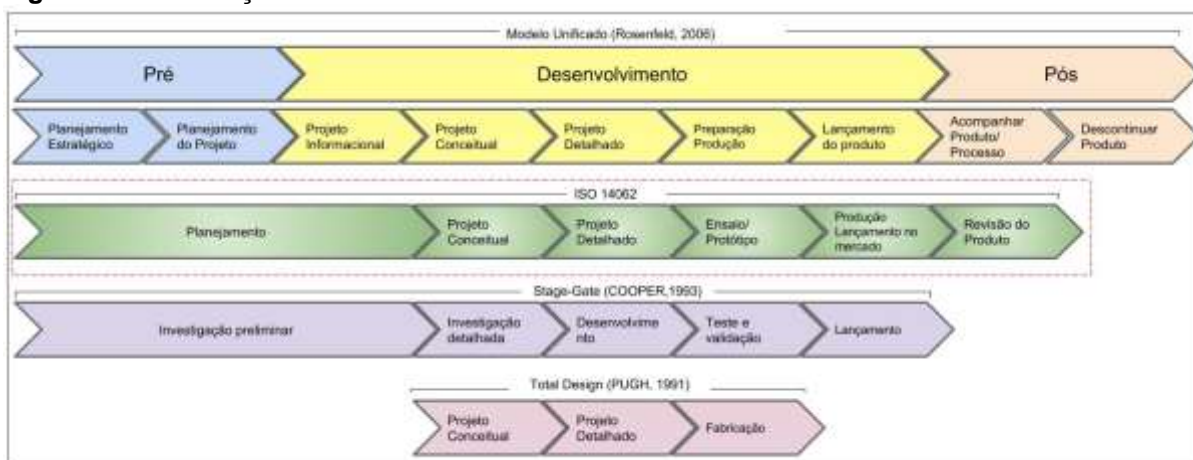 Modelo Unificado (Rosenfeld, 2006)
Pré
Desenvolvimento
Pós
Planejamento
Estratégico
Planejamento
do Projeto
Projeto
Informacional
Projeto
Conceitual
Projeto
Detalhado
Preparação
Produção
Lançamento
do produto
Acompanhar
Produto/
Processo
Descontinuar
Produto
ISO 14062
Planejamento
Projeto
Conceitual
Projeto
Detalhado
Ensaio/
Protótipo
Produção
Lançamento no
mercado
Revisão do
Produto
Stage-Gate (COOPER,1993)
Investigação preliminar
Investigação
detalhada
Desenvolvime
nto
Teste e
validação
Lançamento
Total Design (PUGH, 1991)
Projeto
Conceitual
Projeto
Detalhado
Fabricação